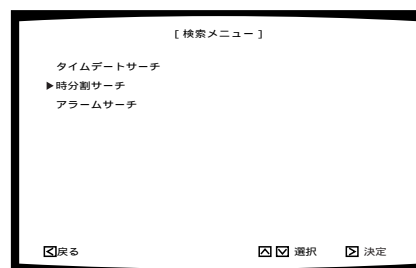 [検索メニュー]
タイムデートサーチ
▶時分割サーチ
アラームサーチ
<戻る ∧ ∨ 選択 > 決定